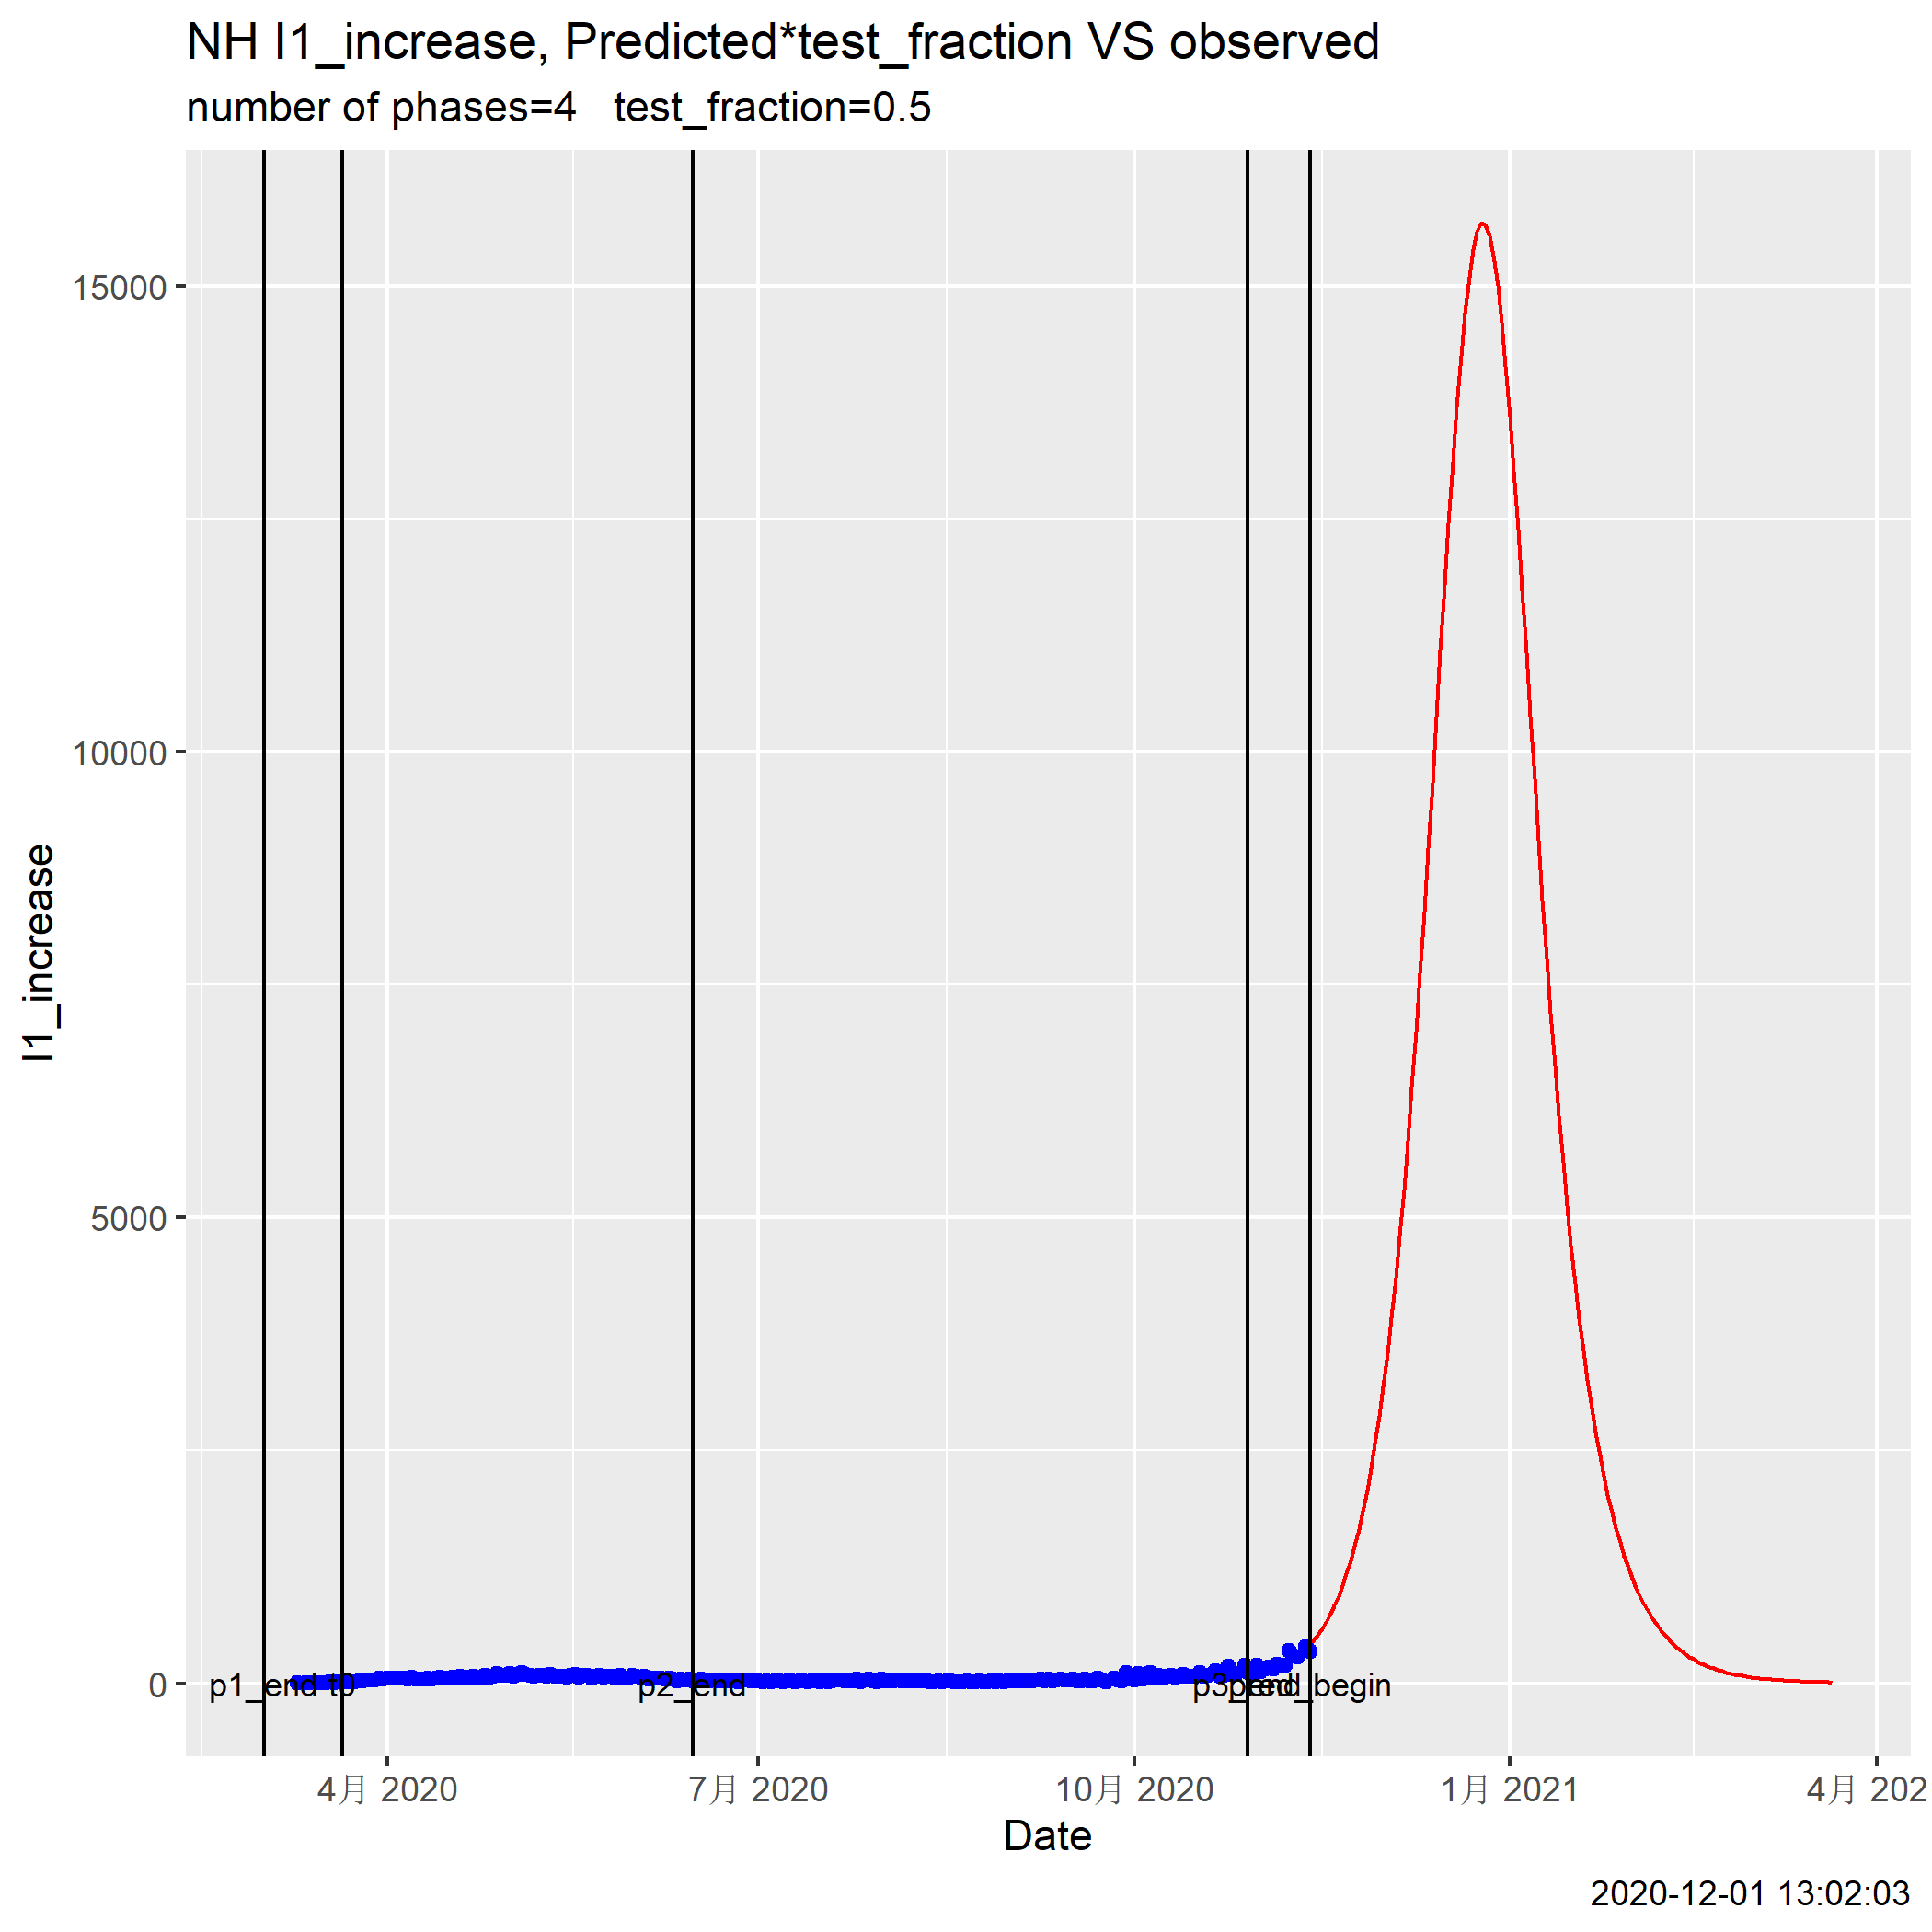 NH I1_increase, Predicted*test_fraction VS observed
number of phases=4 test_fraction=0.5
15000
10000
5000
0
I1_increase
p1_end t0
p2_end
p3_end
pred_begin
4月 2020
7月 2020
10月 2020
1月 2021
4月 202
Date
2020-12-01 13:02:03